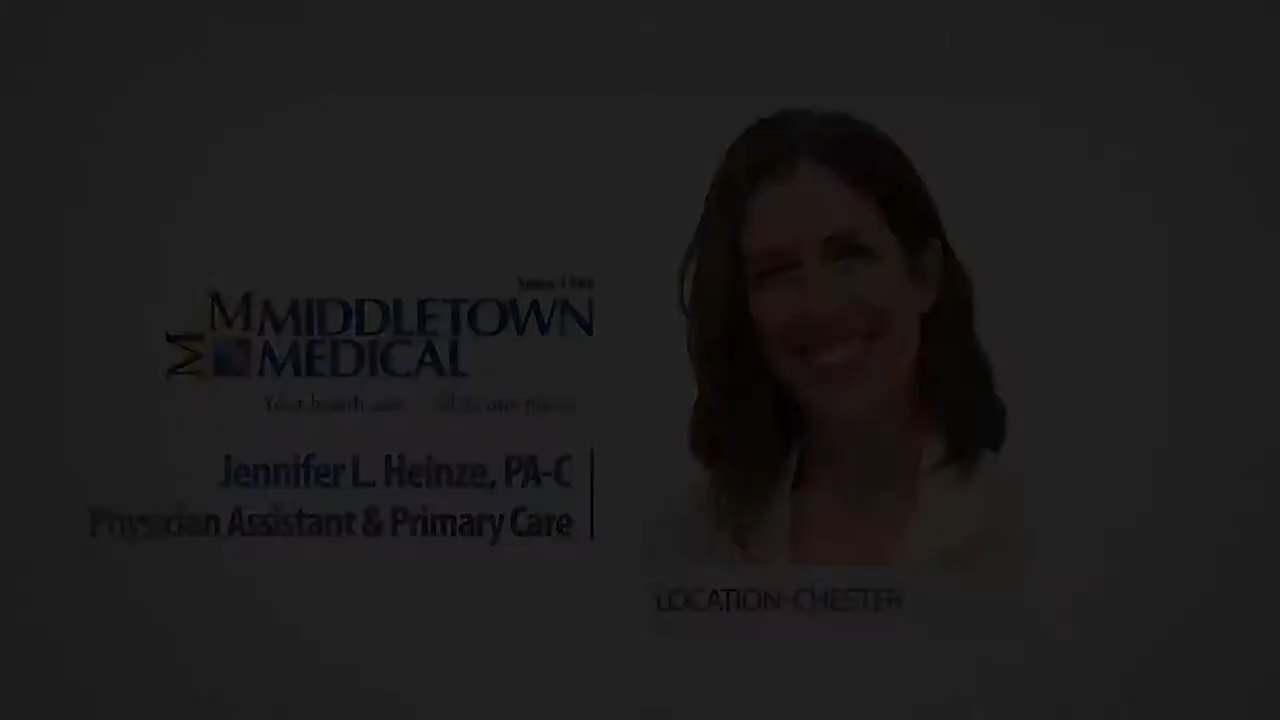 MIDDLETOWN
MEDICAL
Jennifer L. Heinze, PA-C
Physician Assistant & Primary Care
LOCATION: CHESTER